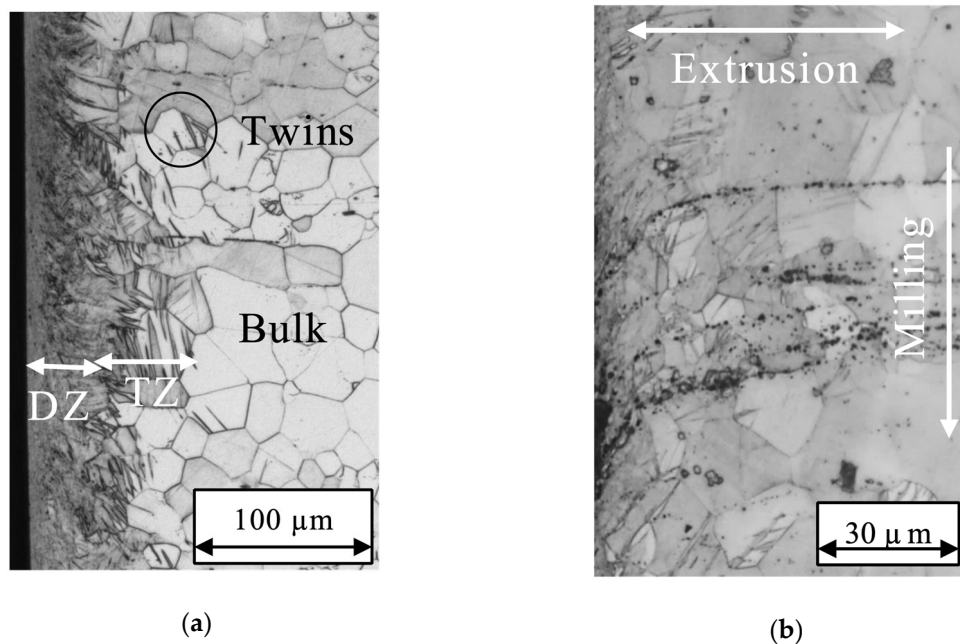 Twins
Bulk
DZ
TZ
100 µm
(a)
Extrusion
Milling
30 µm
(b)